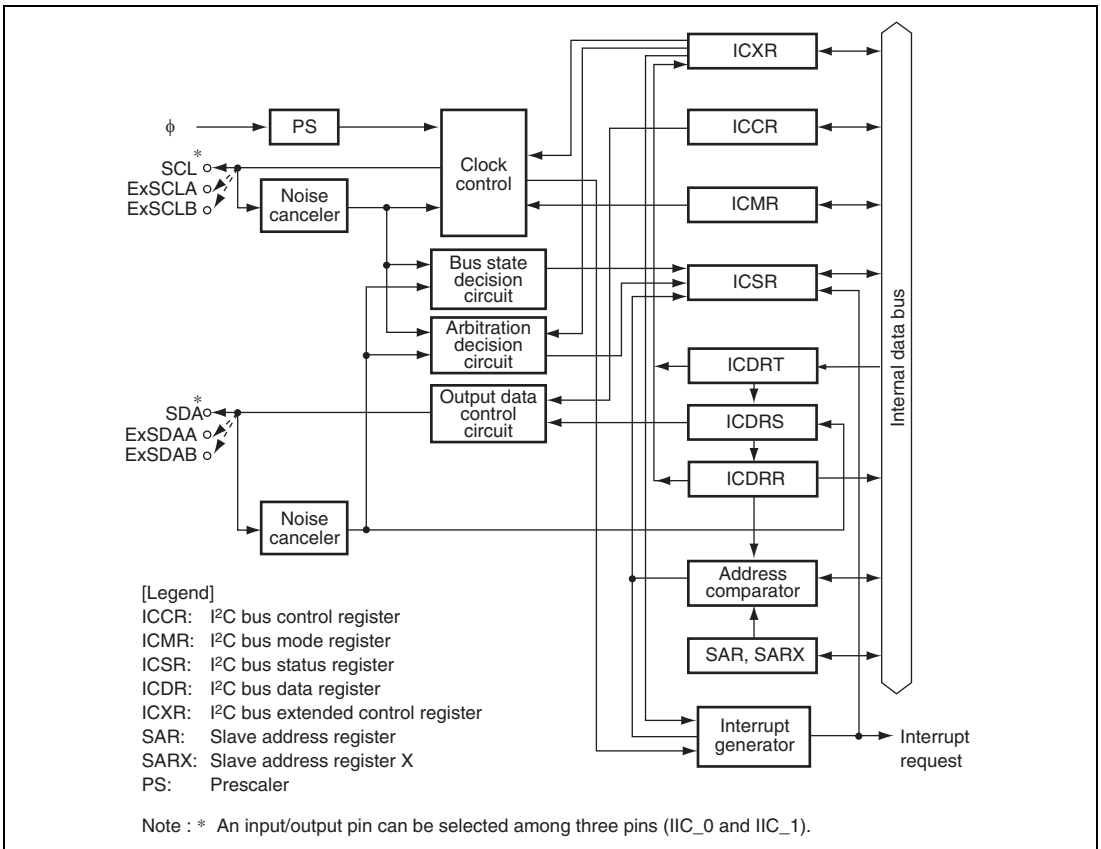 ICXR
ICCR
ICMR
ICSR
ICDRT
ICDRS
ICDRR
Address
comparator
SAR, SARX
Interrupt
generator
Interrupt
request
Internal data bus
ϕ
PS
Clock
control
*
SCL
ExSCLA
ExSCLB
Noise
canceler
Bus state
decision
circuit
Arbitration
decision
circuit
Output data
control
circuit
*
SDA
ExSDAA
ExSDAB
Noise
canceler
[Legend]
ICCR: I²C bus control register
ICMR: I²C bus mode register
ICSR: I²C bus status register
ICDR: I²C bus data register
ICXR: I²C bus extended control register
SAR: Slave address register
SARX: Slave address register X
PS: Prescaler
Note : * An input/output pin can be selected among three pins (IIC_0 and IIC_1).